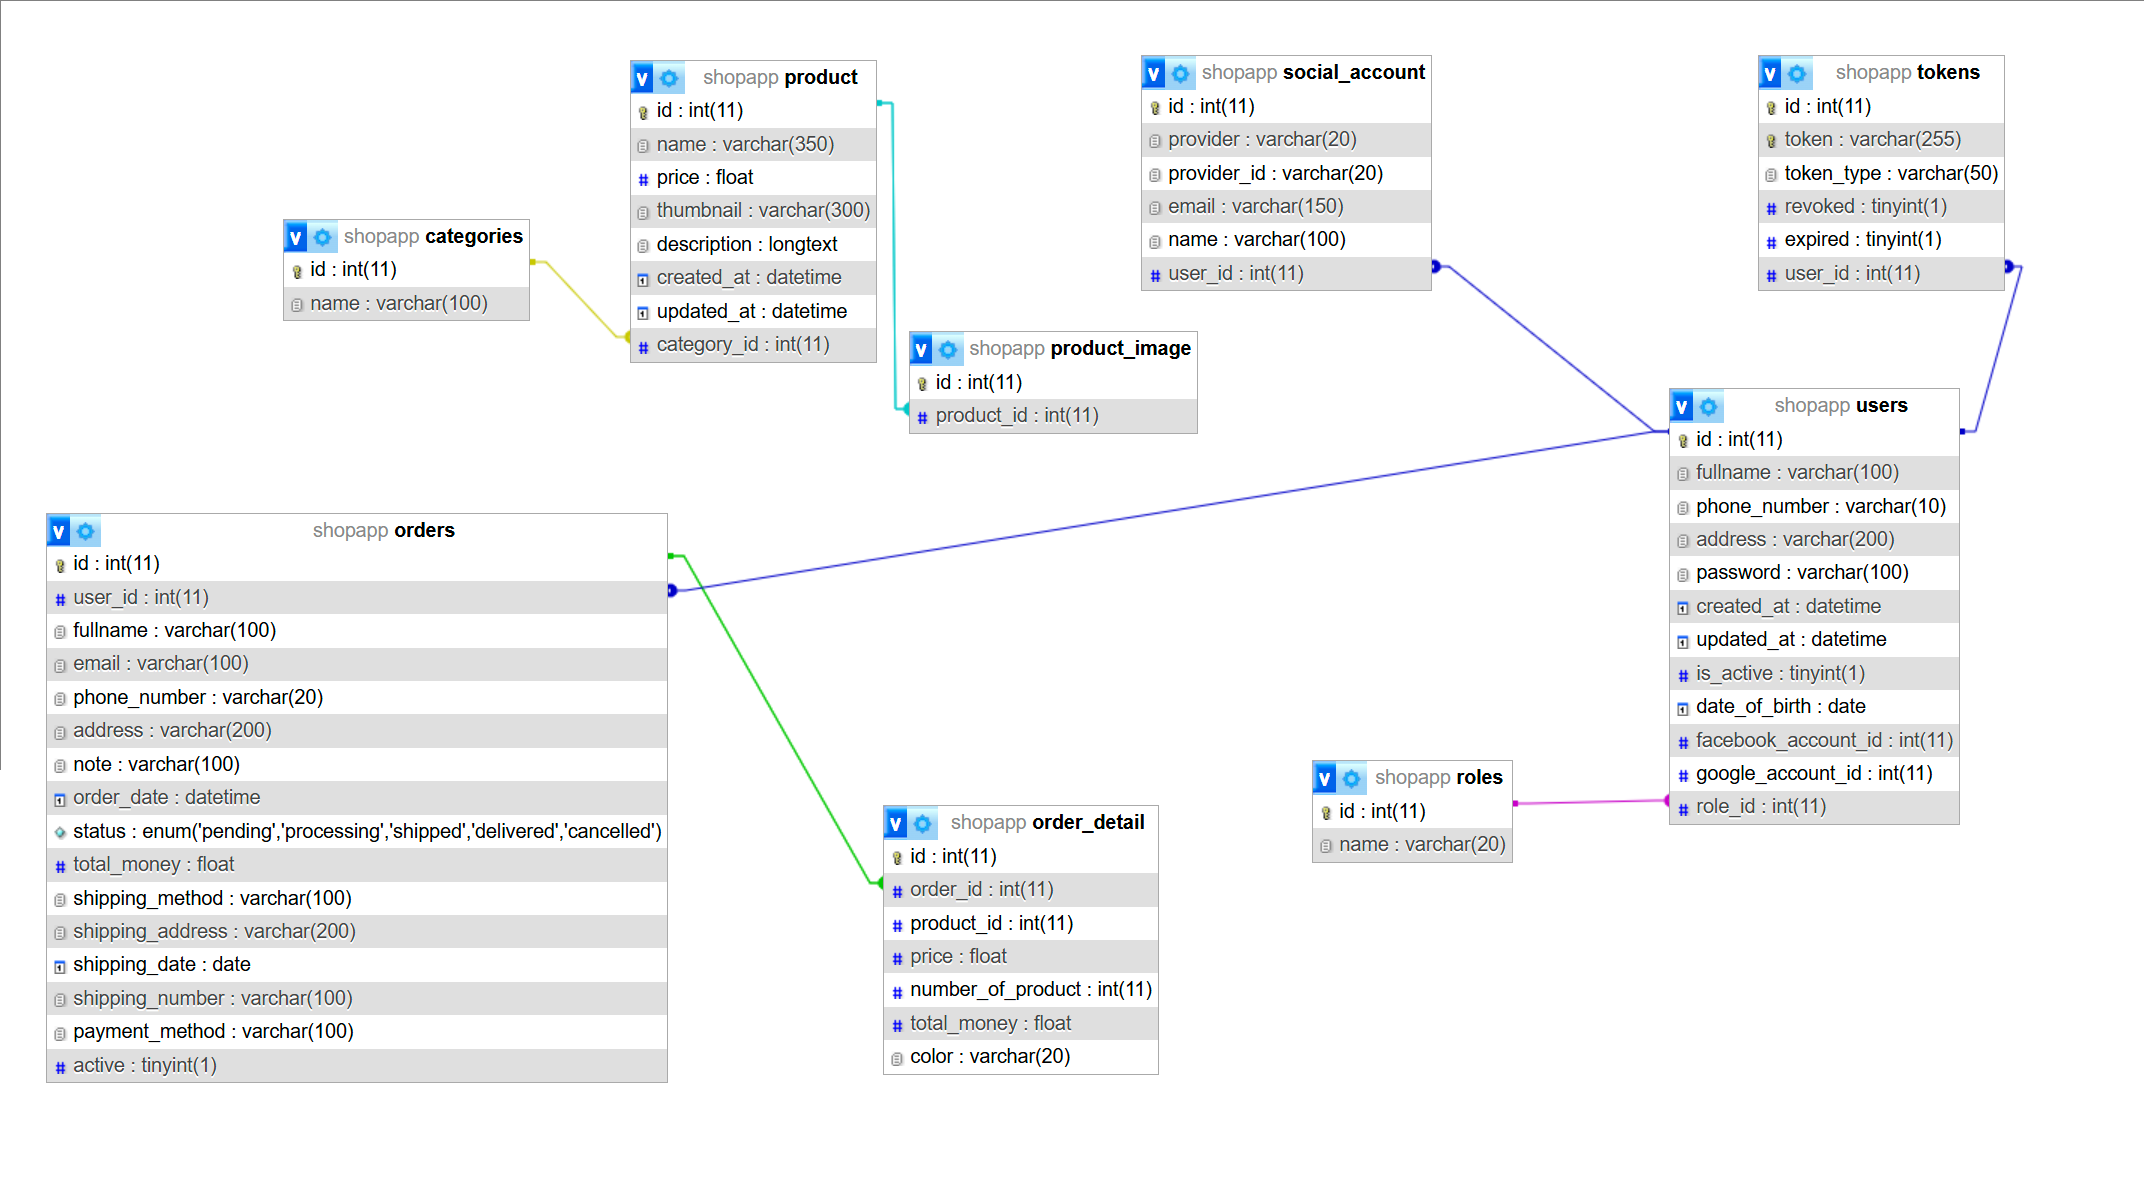 shopapp product
id : int(11)
name : varchar(350)
price : float
thumbnail : varchar(300)
description : longtext
created_at : datetime
updated_at : datetime
category_id : int(11)
shopapp social_account
id : int(11)
provider : varchar(20)
provider_id : varchar(20)
email : varchar(150)
name : varchar(100)
user_id : int(11)
shopapp tokens
id : int(11)
token : varchar(255)
token_type : varchar(50)
revoked : tinyint(1)
expired : tinyint(1)
user_id : int(11)
shopapp categories
id : int(11)
name : varchar(100)
shopapp product_image
id : int(11)
product_id : int(11)
shopapp users
id : int(11)
fullname : varchar(100)
phone_number : varchar(10)
address : varchar(200)
password : varchar(100)
created_at : datetime
updated_at : datetime
is_active : tinyint(1)
date_of_birth : date
facebook_account_id : int(11)
google_account_id : int(11)
role_id : int(11)
shopapp orders
id : int(11)
user_id : int(11)
fullname : varchar(100)
email : varchar(100)
phone_number : varchar(20)
address : varchar(200)
note : varchar(100)
order_date : datetime
status : enum('pending','processing','shipped','delivered','cancelled')
total_money : float
shipping_method : varchar(100)
shipping_address : varchar(200)
shipping_date : date
shipping_number : varchar(100)
payment_method : varchar(100)
active : tinyint(1)
shopapp order_detail
id : int(11)
order_id : int(11)
product_id : int(11)
price : float
number_of_product : int(11)
total_money : float
color : varchar(20)
shopapp roles
id : int(11)
name : varchar(20)